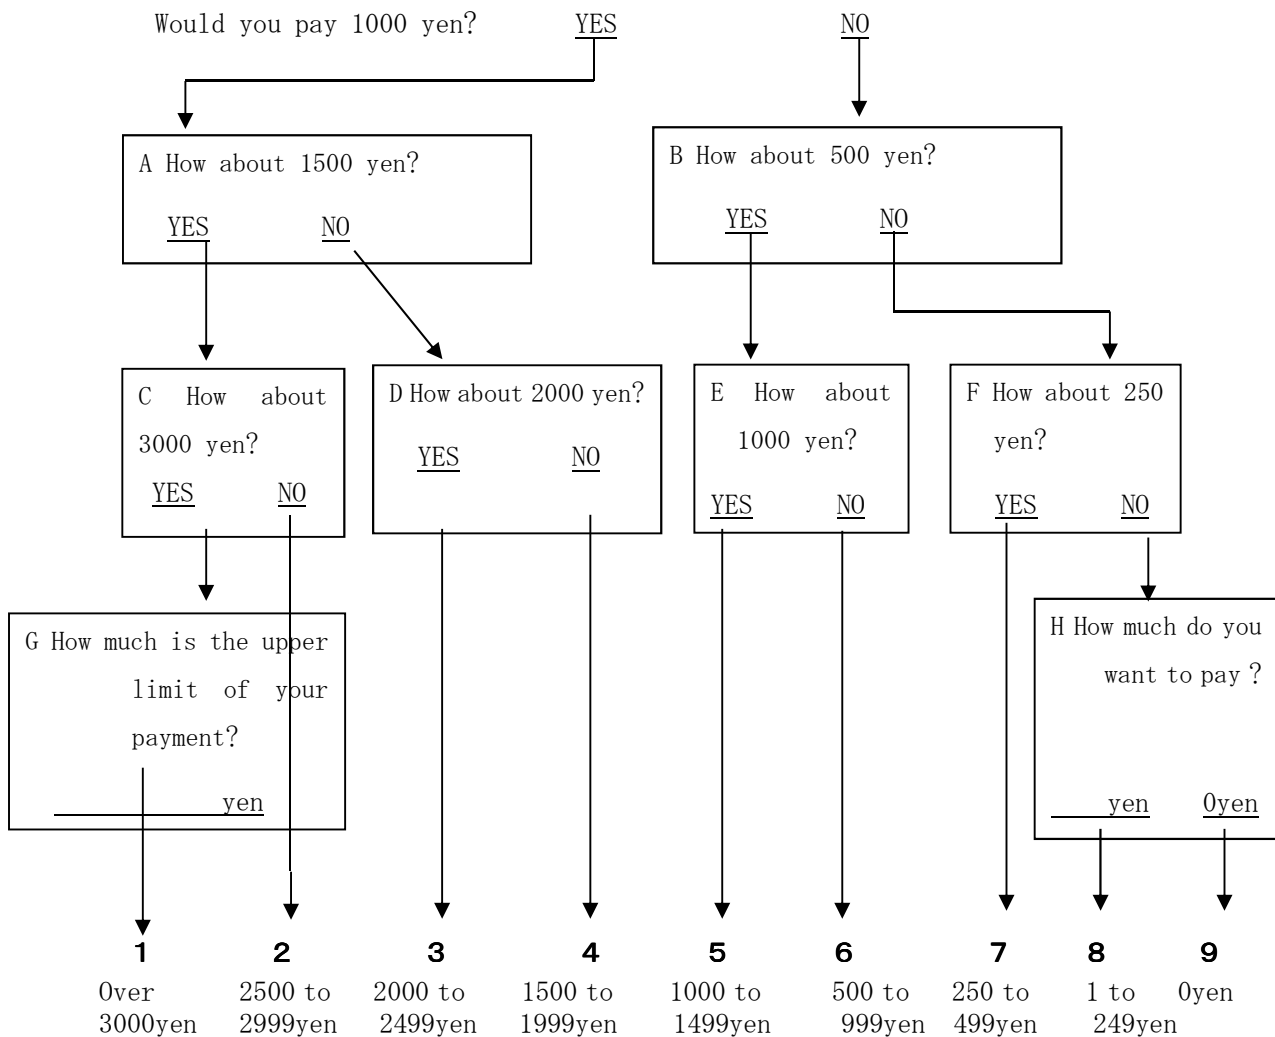 Would you pay 1000 yen? YES NO
A How about 1500 yen?
YES NO
B How about 500 yen?
YES NO
C How about
3000 yen?
YES NO
D How about 2000 yen?
YES NO
E How about
1000 yen?
YES NO
F How about 250
yen?
YES NO
G How much is the upper
limit of your
payment?
yen
H How much do you
want to pay ?
yen 0yen
1 2 3 4 5 6 7 8 9
Over 2500 to 2000 to 1500 to 1000 to 500 to 250 to 1 to 0yen
3000yen 2999yen 2499yen 1999yen 1499yen 999yen 499yen 249yen